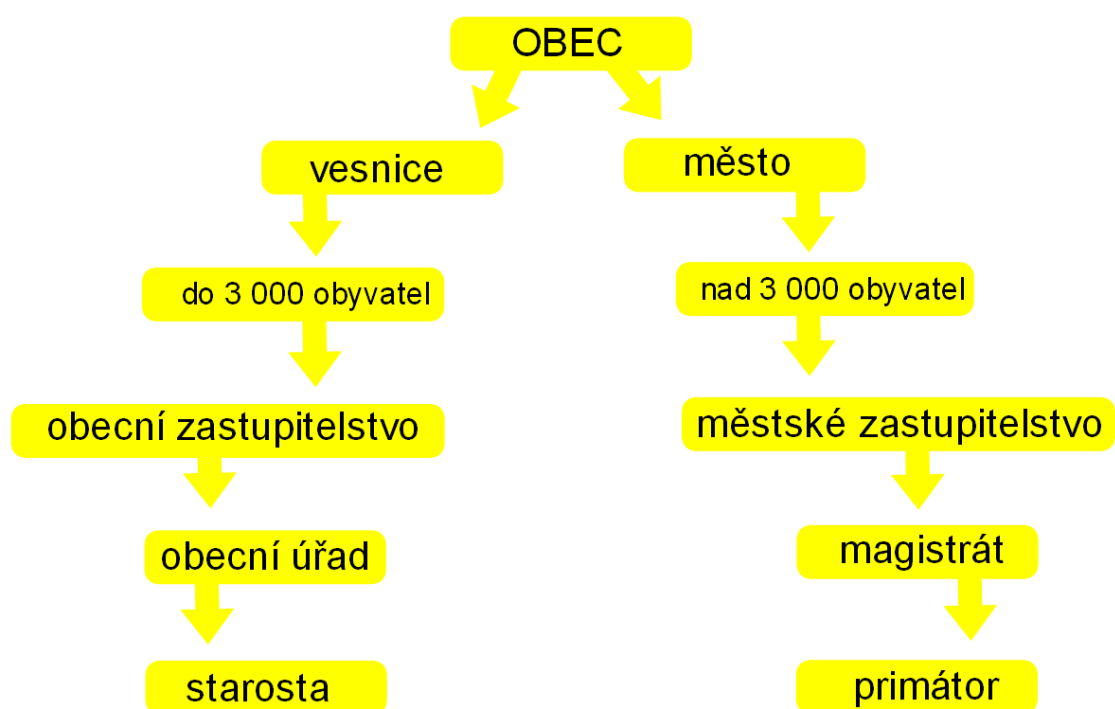 OBEC
vesnice
město
do 3 000 obyvatel
nad 3 000 obyvatel
obecní zastupitelstvo
městské zastupitelstvo
obecní úřad
magistrát
starosta
primátor